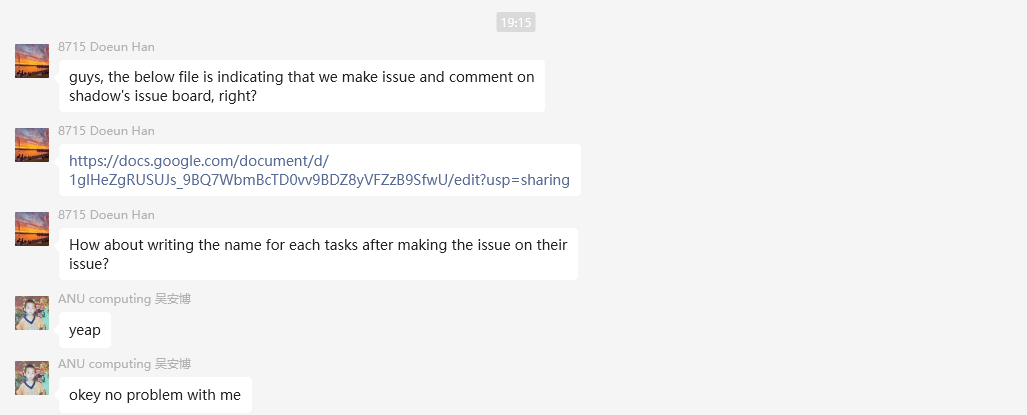 19:15
8715 Doeun Han
guys, the below file is indicating that we make issue and comment on
shadow's issue board, right?
8715 Doeun Han
https://docs.google.com/document/d/
1gIHeZgRUSUJs_9BQ7WbmBcTD0vv9BDZ8yVFZzB9SfwU/edit?usp=sharing
8715 Doeun Han
How about writing the name for each tasks after making the issue on their
issue?
ANU computing 吴安博
yeap
ANU computing 吴安博
okey no problem with me